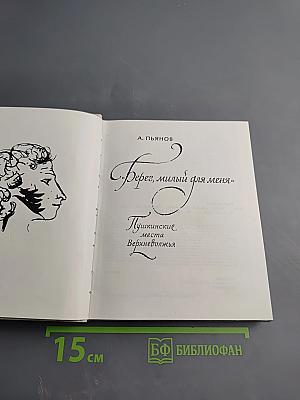 А. ПЬЯНОВ
«Берег, милый для меня»
Пушкинские
места
Верхневолжья
15 см
БФ БИБЛИОФАН